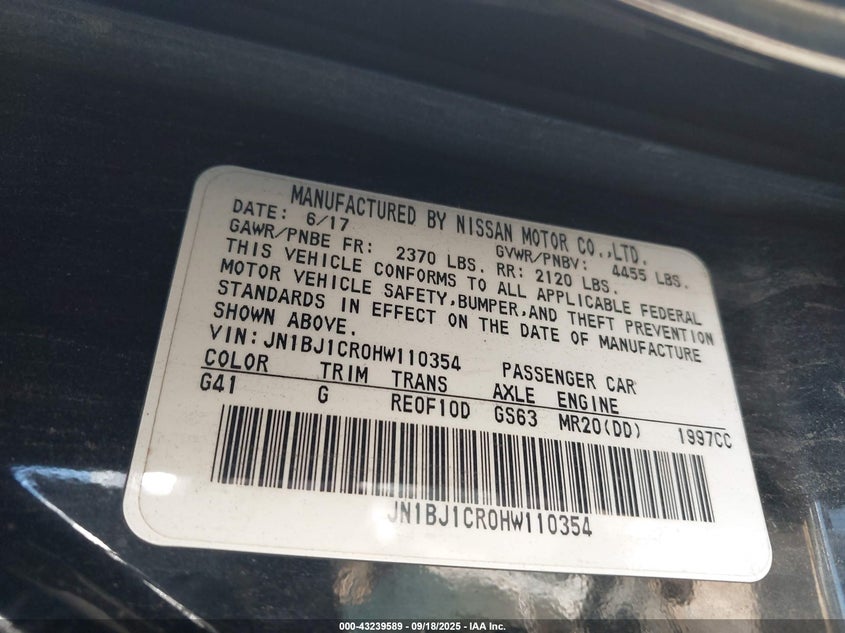 MANUFACTURED BY NISSAN MOTOR CO.,LTD.
DATE: 6/17 GVWR/PNBV: 4455 LBS.
GAWR/PNBE FR: 2370 LBS. RR: 2120 LBS.
THIS VEHICLE CONFORMS TO ALL APPLICABLE FEDERAL
MOTOR VEHICLE SAFETY,BUMPER,AND THEFT PREVENTION
STANDARDS IN EFFECT ON THE DATE OF MANUFACTURE
SHOWN ABOVE.
VIN:JN1BJ1CR0HW110354 PASSENGER CAR
COLOR TRIM TRANS AXLE ENGINE
G41 G RE0F10D GS63 MR20(DD) 1997CC
JN1BJ1CR0HW110354
000-43239589 - 09/18/2025 - IAA Inc.